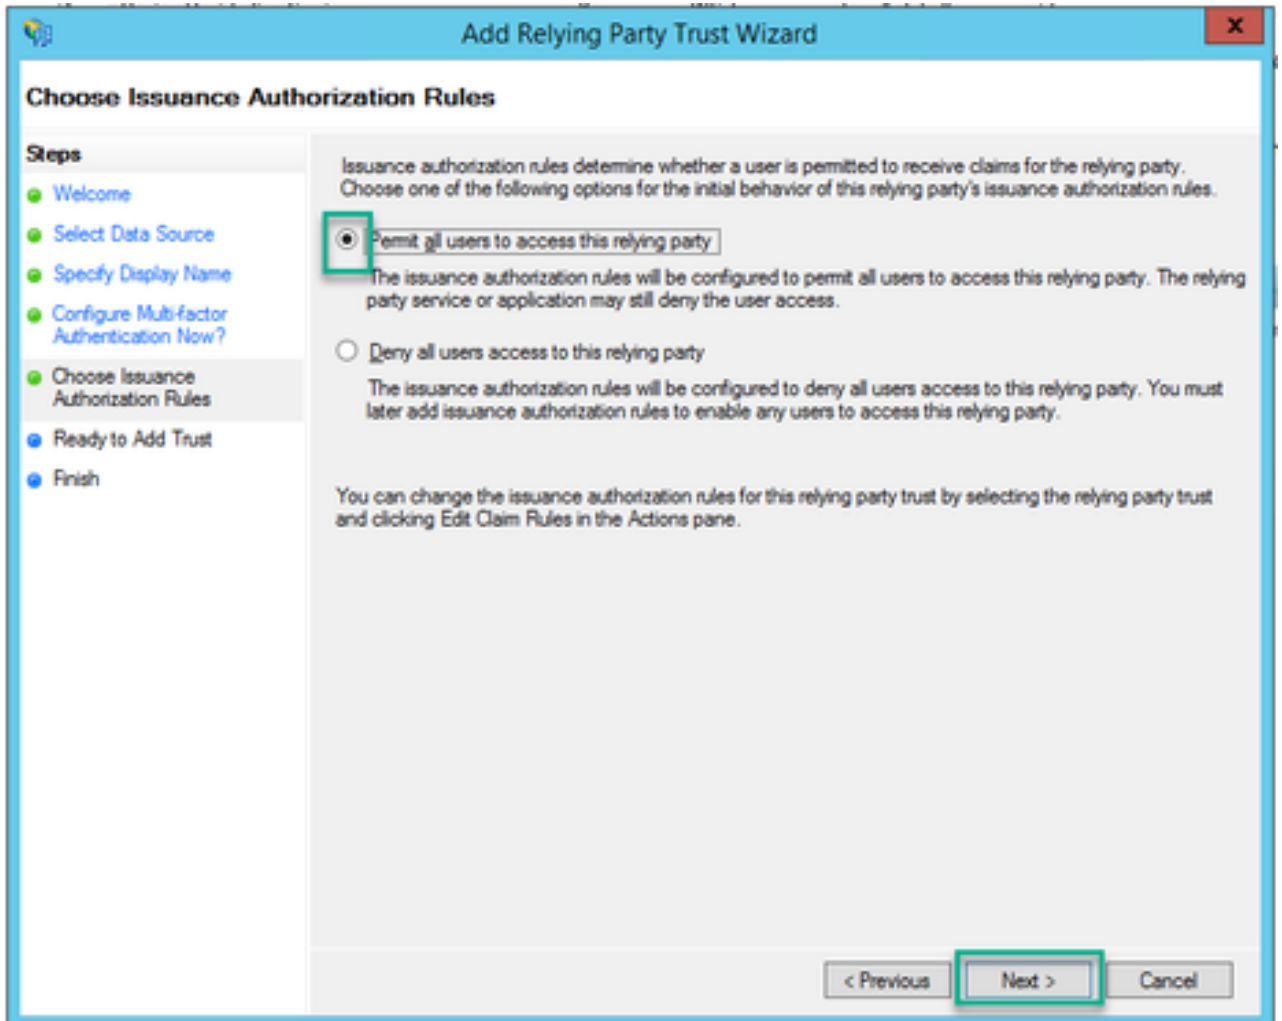 Add Relying Party Trust Wizard
X
Choose Issuance Authorization Rules
Steps
Welcome
Select Data Source
Specify Display Name
Configure Multi-factor
Authentication Now?
Choose Issuance
Authorization Rules
Ready to Add Trust
Finish
Issuance authorization rules determine whether a user is permitted to receive claims for the relying party.
Choose one of the following options for the initial behavior of this relying party's issuance authorization rules.
Permit all users to access this relying party
The issuance authorization rules will be configured to permit all users to access this relying party. The relying
party service or application may still deny the user access.
Deny all users access to this relying party
The issuance authorization rules will be configured to deny all users access to this relying party. You must
later add issuance authorization rules to enable any users to access this relying party.
You can change the issuance authorization rules for this relying party trust by selecting the relying party trust
and clicking Edit Claim Rules in the Actions pane.
< Previous
Next >
Cancel